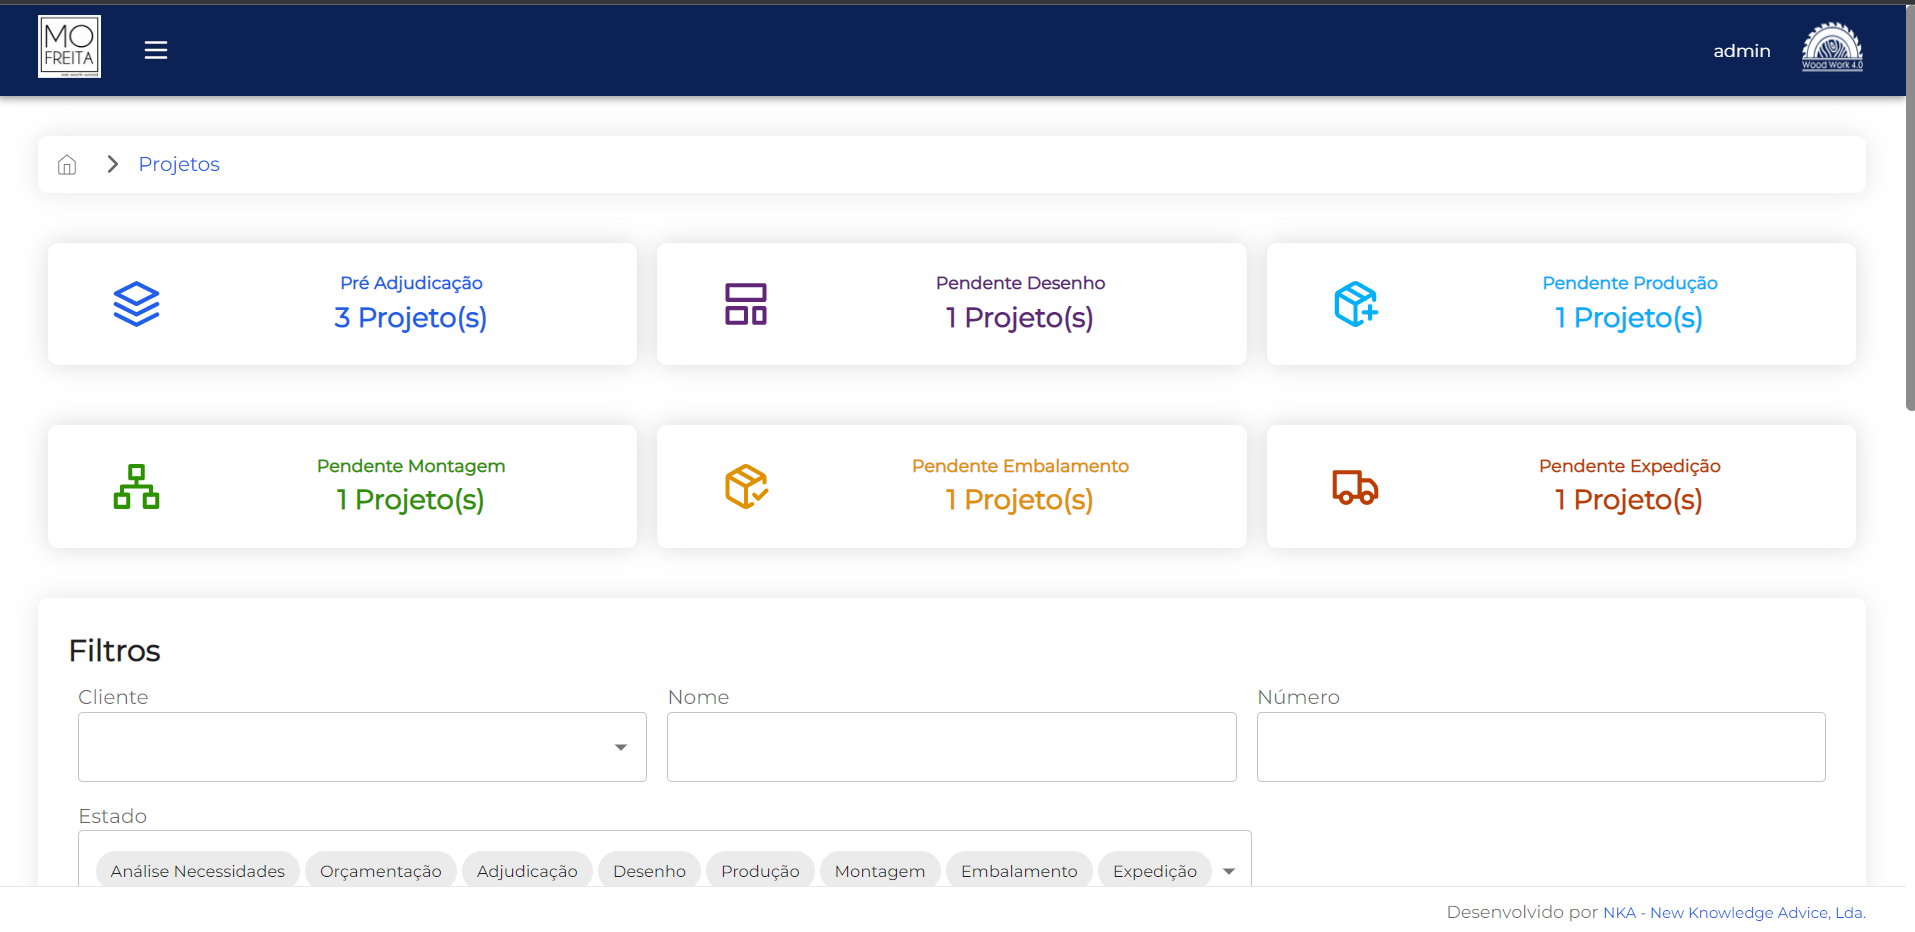 MO
FREITA
admin
Wood Work 4.0
Projetos
Pré Adjudicação
3 Projeto(s)
Pendente Desenho
1 Projeto(s)
Pendente Produção
1 Projeto(s)
Pendente Montagem
1 Projeto(s)
Pendente Embalamento
1 Projeto(s)
Pendente Expedição
1 Projeto(s)
Filtros
Cliente
Nome
Número
Estado
Análise Necessidades Orçamentação Adjudicação Desenho Produção Montagem Embalamento Expedição
Desenvolvido por NKA - New Knowledge Advice, Lda.